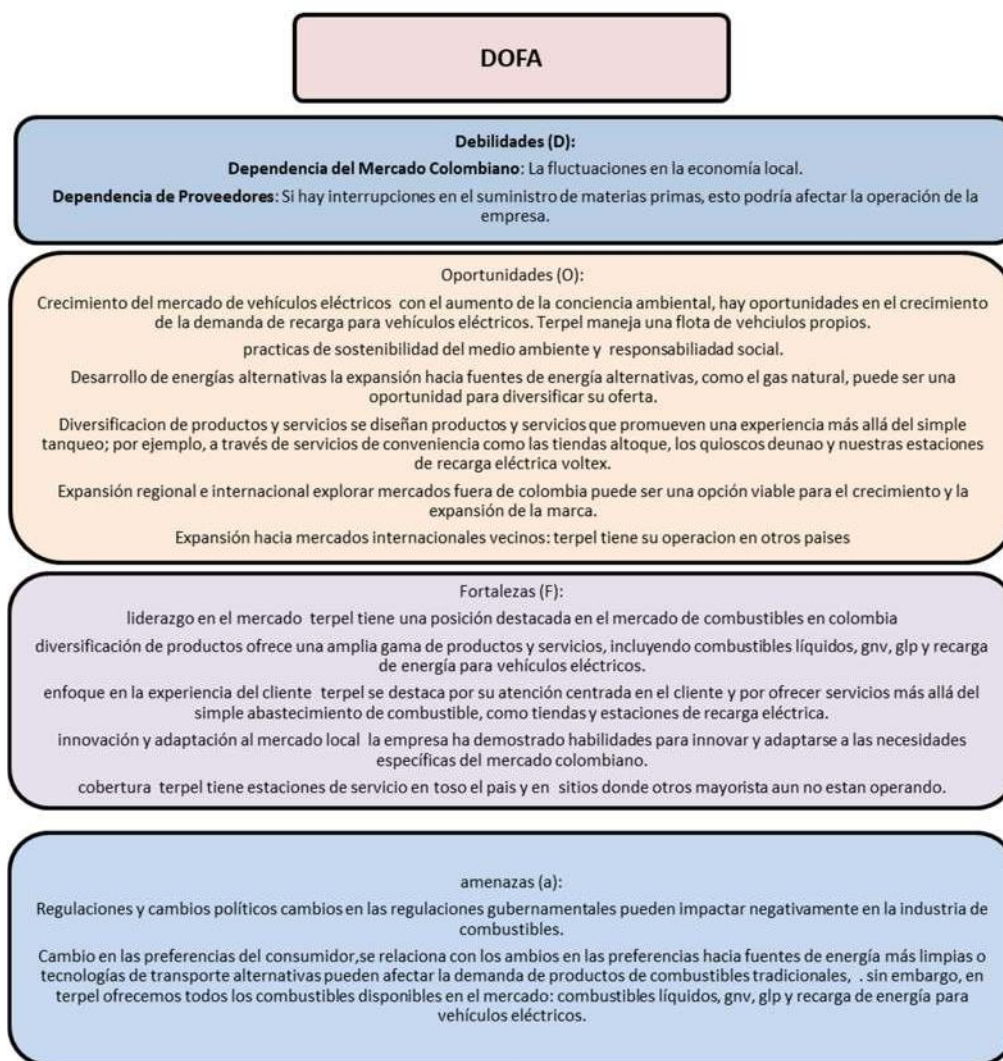 DOFA
Debilidades (D):
Dependencia del Mercado Colombiano: La fluctuaciones en la economía local.
Dependencia de Proveedores: Si hay interrupciones en el suministro de materias primas, esto podría afectar la operación de la
empresa.
Oportunidades (O):
Crecimiento del mercado de vehículos eléctricos con el aumento de la conciencia ambiental, hay oportunidades en el crecimiento
de la demanda de recarga para vehículos eléctricos. Terpel maneja una flota de vehciulos propios.
practicas de sostenibilidad del medio ambiente y responsabiliadad social.
Desarrollo de energías alternativas la expansión hacia fuentes de energía alternativas, como el gas natural, puede ser una
oportunidad para diversificar su oferta.
Diversificacion de productos y servicios se diseñan productos y servicios que promueven una experiencia más allá del simple
tanqueo; por ejemplo, a través de servicios de conveniencia como las tiendas altoque, los quioscos deunao y nuestras estaciones
de recarga eléctrica voltex.
Expansión regional e internacional explorar mercados fuera de colombia puede ser una opción viable para el crecimiento y la
expansión de la marca.
Expansión hacia mercados internacionales vecinos: terpel tiene su operacion en otros paises
Fortalezas (F):
liderazgo en el mercado terpel tiene una posición destacada en el mercado de combustibles en colombia
diversificación de productos ofrece una amplia gama de productos y servicios, incluyendo combustibles líquidos, gnv, glp y recarga
de energía para vehículos eléctricos.
enfoque en la experiencia del cliente terpel se destaca por su atención centrada en el cliente y por ofrecer servicios más allá del
simple abastecimiento de combustible, como tiendas y estaciones de recarga eléctrica.
innovación y adaptación al mercado local la empresa ha demostrado habilidades para innovar y adaptarse a las necesidades
específicas del mercado colombiano.
cobertura terpel tiene estaciones de servicio en toso el pais y en sitios donde otros mayorista aun no estan operando.
amenazas (a):
Regulaciones y cambios políticos cambios en las regulaciones gubernamentales pueden impactar negativamente en la industria de
combustibles.
Cambio en las preferencias del consumidor,se relaciona con los ambios en las preferencias hacia fuentes de energía más limpias o
tecnologías de transporte alternativas pueden afectar la demanda de productos de combustibles tradicionales, . sin embargo, en
terpel ofrecemos todos los combustibles disponibles en el mercado: combustibles líquidos, gnv, glp y recarga de energía para
vehículos eléctricos.